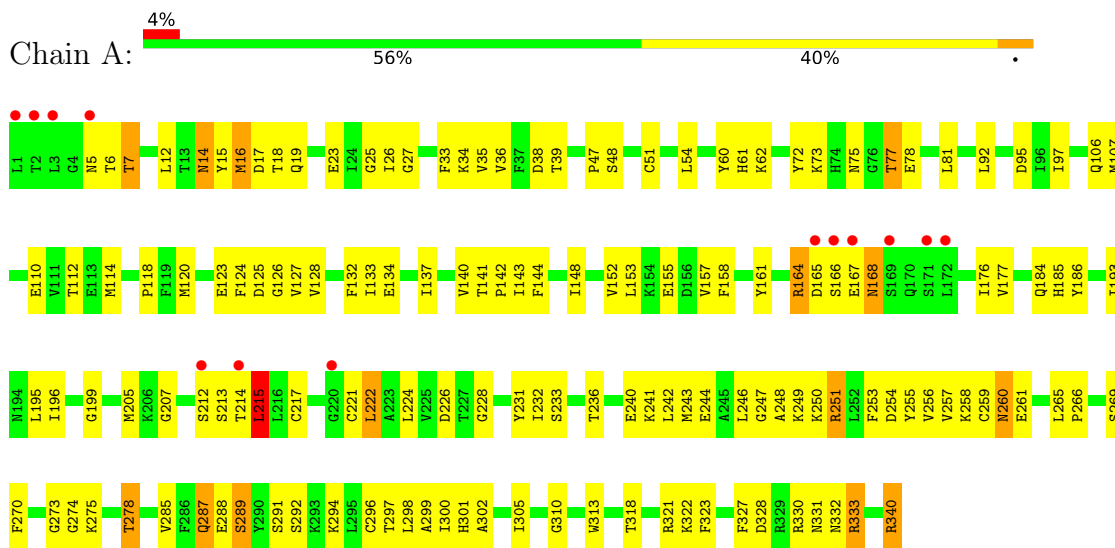 4%
Chain A:
56% 40% •
L1 T2 L3 G4 N5 T6 T7 L12 T13 N14 Y15 M16 D17 T18 Q19 E23 I24 G25 I26 G27 F33 K34 V35 V36 F37 D38 T39 P47 S48 C51 L54 Y60 H61 K62 Y72 K73 H74 N75 G76 T77 E78 L81 L92 D95 I96 I97 Q106 M107
E110 V111 T112 E113 M114 P118 F119 M120 E123 F124 D125 G126 V127 V128 F132 I133 E134 I137 V140 T141 P142 I143 F144 I148 V152 L153 K154 E155 D156 V157 F158 Y161 R164 D165 S166 E167 N168 S169 Q170 S171 L172 I176 V177 Q184 H185 Y186 I193
N194 L195 I196 G199 M205 K206 G207 S212 S213 T214 L215 L216 C217 G220 C221 L222 A223 L224 V225 D226 T227 G228 Y231 I232 S233 T236 E240 K241 L242 M243 E244 A245 L246 G247 A248 K249 K250 R251 L252 F253 D254 Y255 V256 V257 K258 C259 N260 E261 L265 P266 S269
F270 G273 G274 K275 T278 V285 F286 Q287 E288 S289 Y290 S291 S292 K293 K294 L295 C296 T297 L298 A299 I300 H301 A302 I305 G310 W313 T318 R321 K322 F323 F327 D328 R329 R330 N331 N332 R333 R340